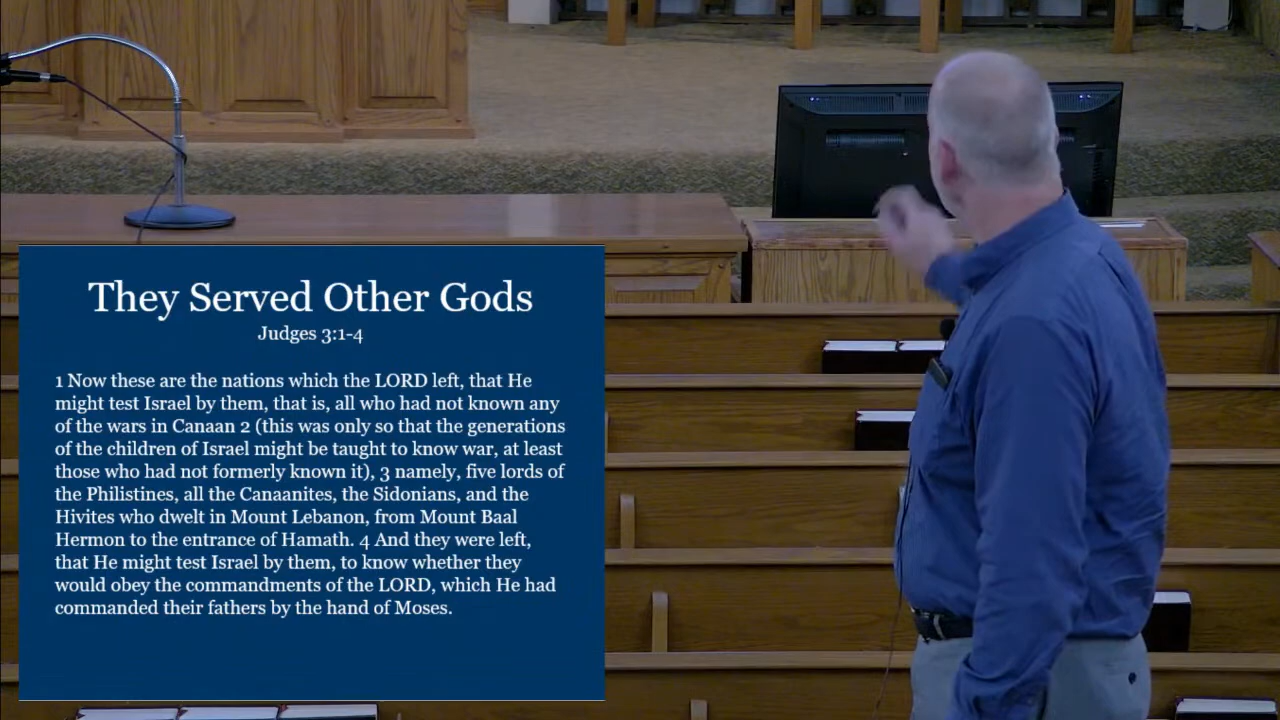 They Served Other Gods
Judges 3:1-4
1 Now these are the nations which the LORD left, that He
might test Israel by them, that is, all who had not known any
of the wars in Canaan 2 (this was only so that the generations
of the children of Israel might be taught to know war, at least
those who had not formerly known it), 3 namely, five lords of
the Philistines, all the Canaanites, the Sidonians, and the
Hivites who dwelt in Mount Lebanon, from Mount Baal
Hermon to the entrance of Hamath. 4 And they were left,
that He might test Israel by them, to know whether they
would obey the commandments of the LORD, which He had
commanded their fathers by the hand of Moses.